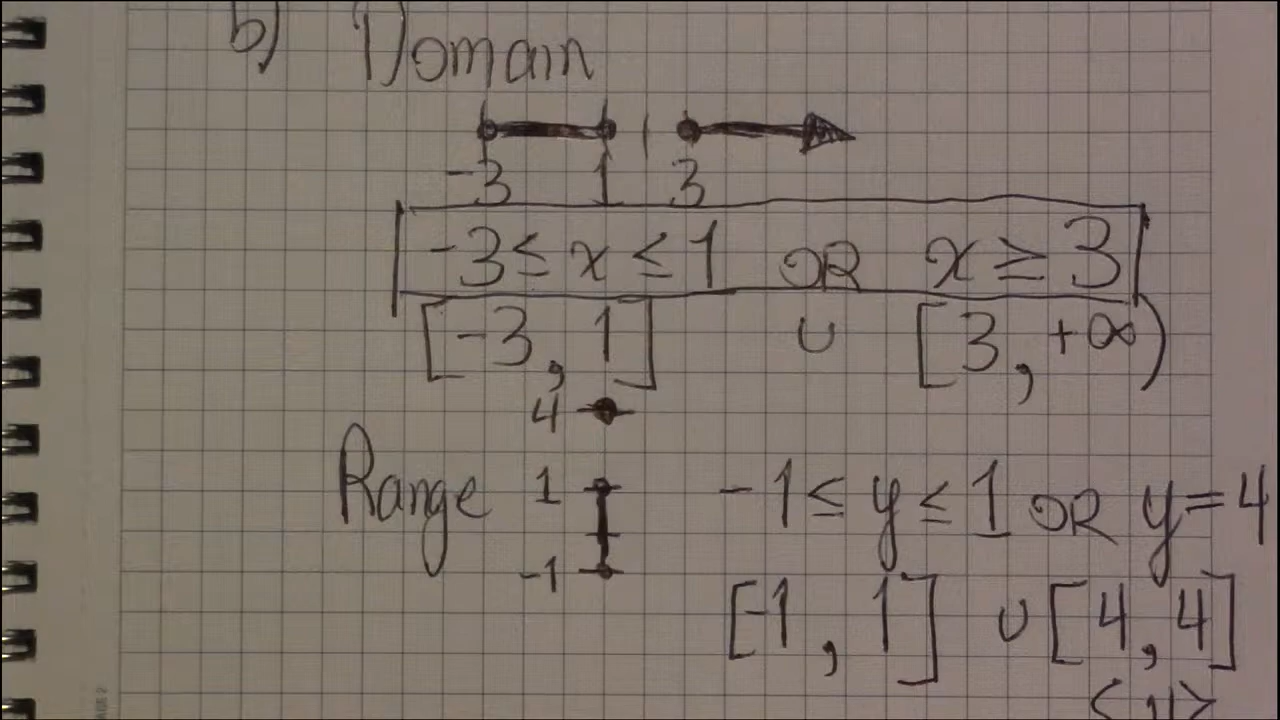 b) Domain
-3 1 3
-3 ≤ x ≤ 1 OR x ≥ 3
[-3, 1] ∪ [3, +∞)
4
Range 1 -1 ≤ y ≤ 1 OR y = 4
-1
[-1, 1] ∪ [4, 4]